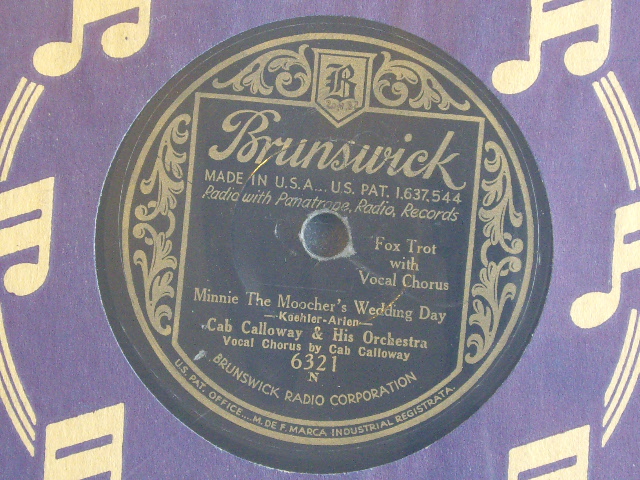 B
Brunswick
MADE IN U.S.A... U.S. PAT. 1.637.544
Radio with Panatrope, Radio, Records
Fox Trot
with
Vocal Chorus
Minnie The Moocher's Wedding Day
—Koehler-Arlen—
Cab Calloway & His Orchestra
Vocal Chorus by Cab Calloway
6321
N
BRUNSWICK RADIO CORPORATION
U.S. PAT. OFFICE.... M. DE F. MARCA INDUSTRIAL REGISTRATA.